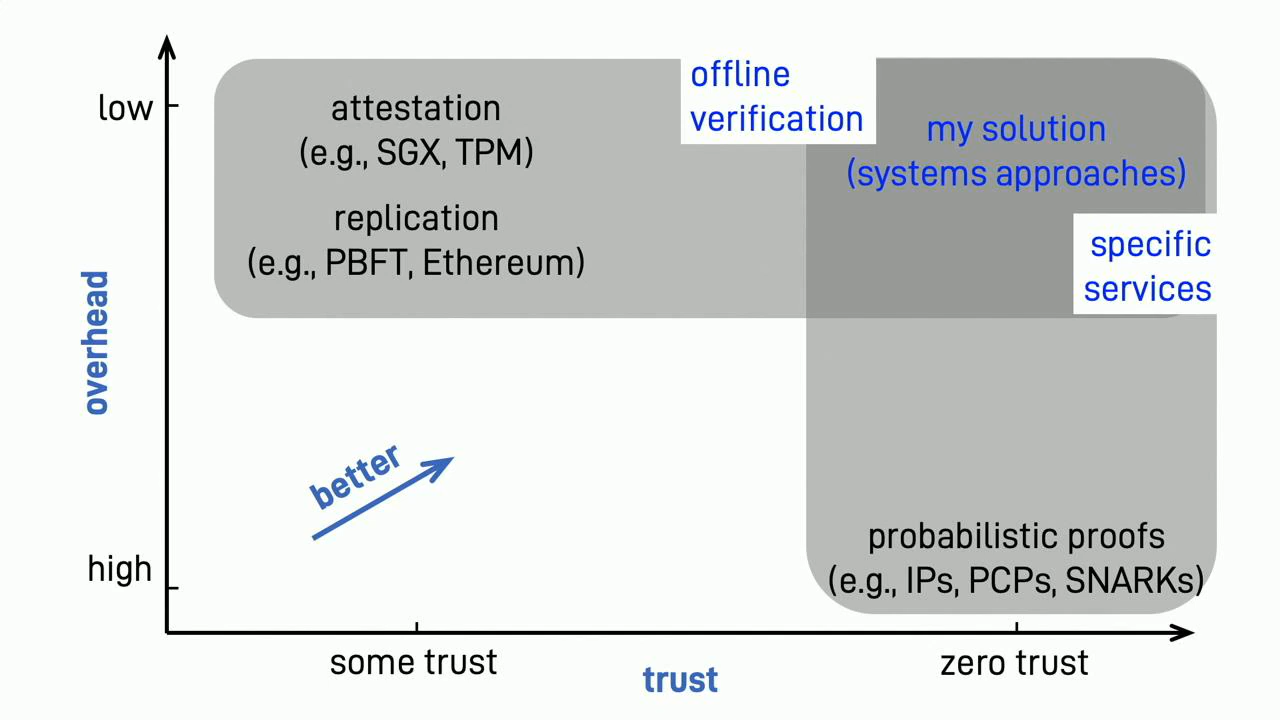 low
attestation
(e.g., SGX, TPM)
replication
(e.g., PBFT, Ethereum)
offline
verification
my solution
(systems approaches)
specific
services
overhead
better
high
probabilistic proofs
(e.g., IPs, PCPs, SNARKs)
some trust
trust
zero trust